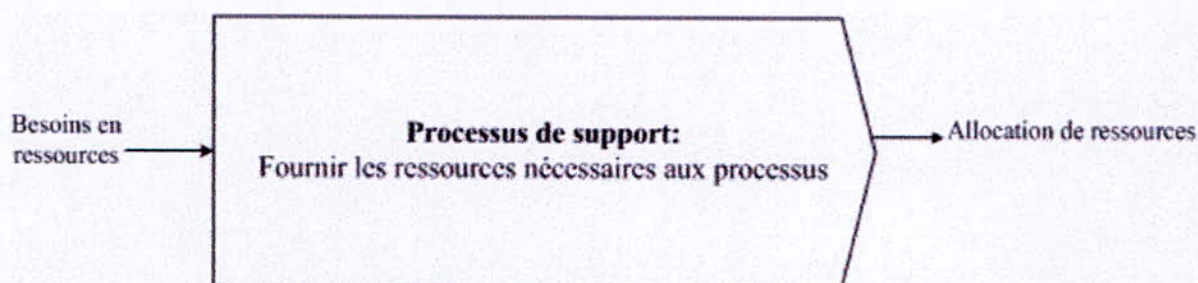 Besoins en
ressources
Processus de support:
Fournir les ressources nécessaires aux processus
Allocation de ressources